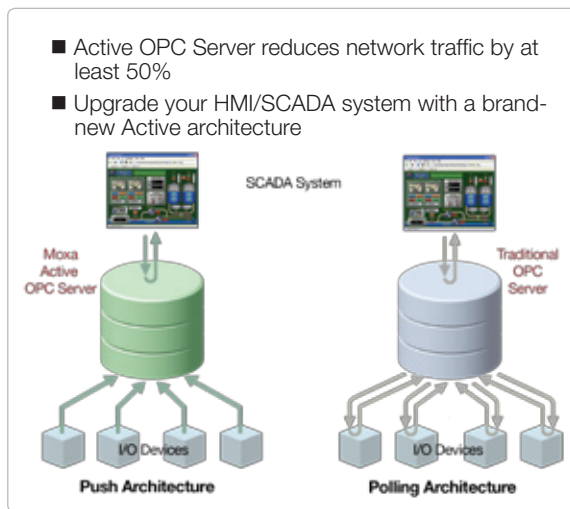 ■ Active OPC Server reduces network traffic by at
least 50%
■ Upgrade your HMI/SCADA system with a brand-
new Active architecture
SCADA System
Moxa
Active
OPC Server
Traditional
OPC
Server
I/O Devices
I/O Devices
Push Architecture
Polling Architecture